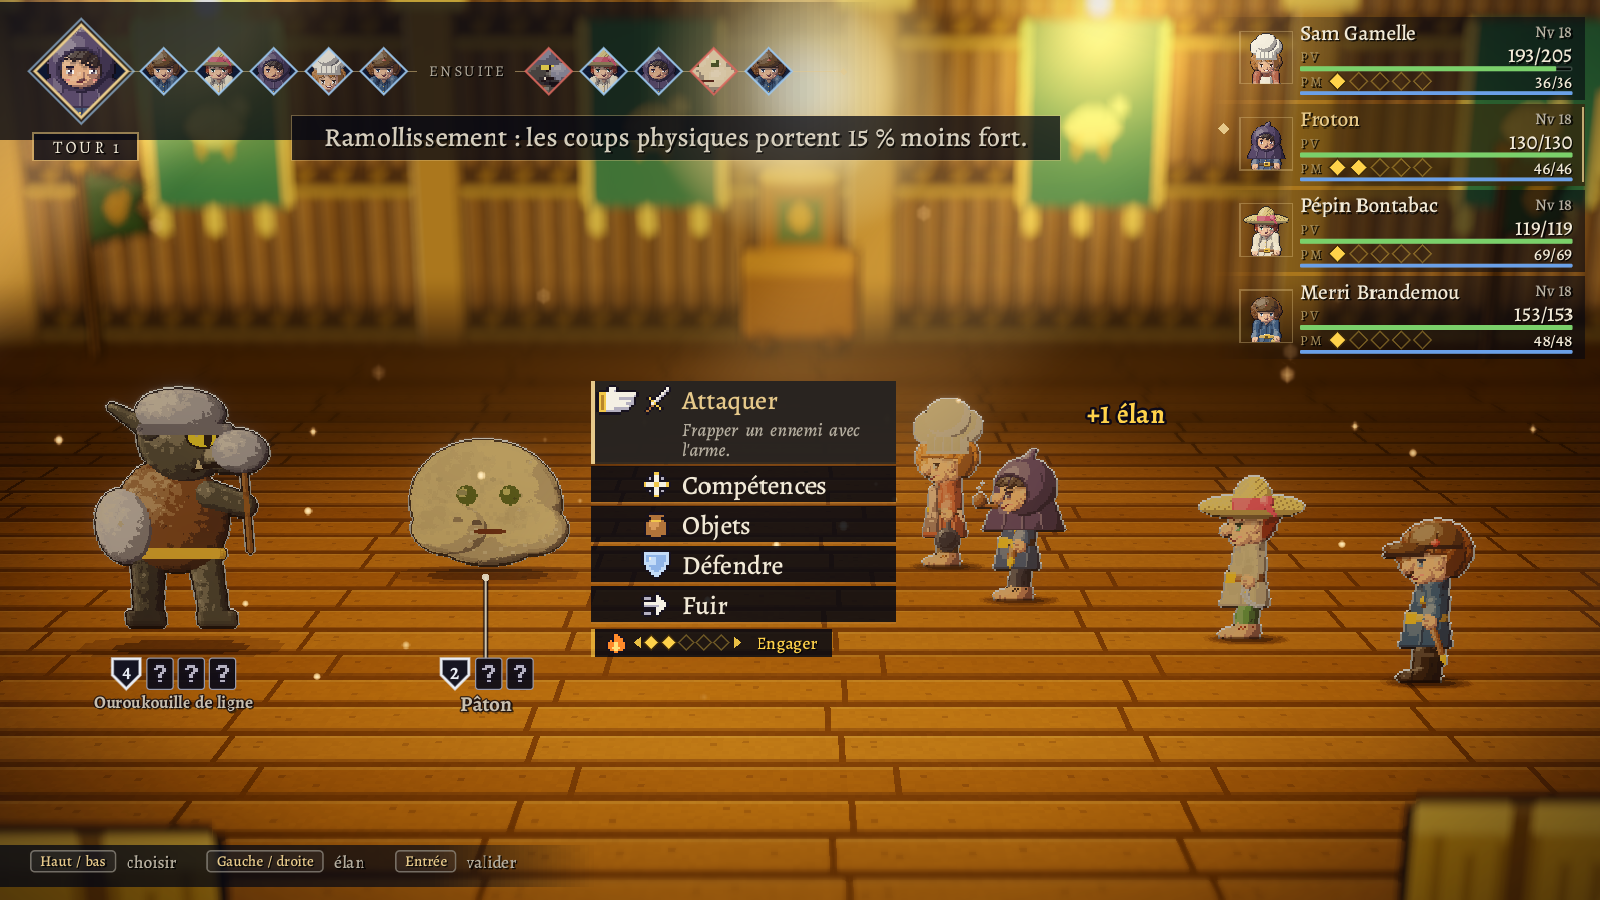 ENSUITE
TOUR 1
Ramollissement : les coups physiques portent 15 % moins fort.
Sam Gamelle Nv 18
PV 193/205
PM 36/36
Froton Nv 18
PV 130/130
PM 46/46
Pépin Bontabac Nv 18
PV 119/119
PM 69/69
Merri Brandemou Nv 18
PV 153/153
PM 48/48
Attaquer
Frapper un ennemi avec
l'arme.
Compétences
Objets
Défendre
Fuir
Engager
+1 élan
4 ? ? ?
Ouroukouille de ligne
2 ? ?
Pâton
Haut / bas choisir Gauche / droite élan Entrée valider